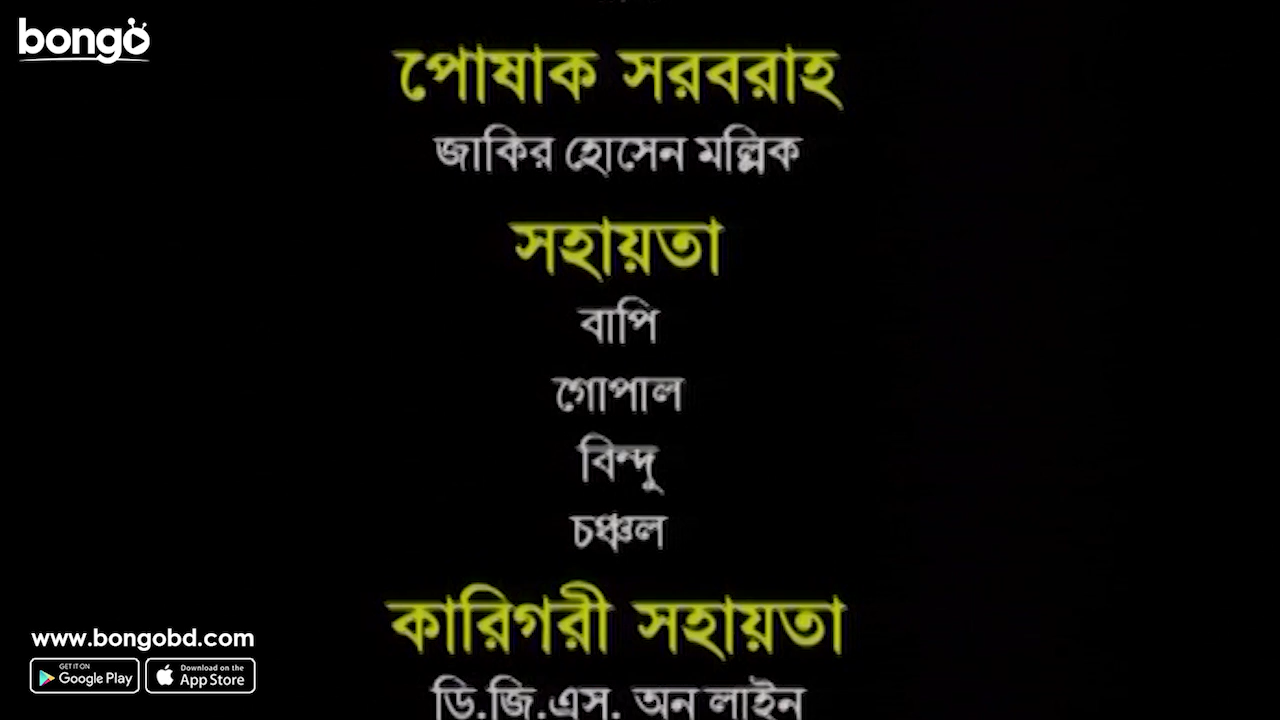 bongo
পোষাক সরবরাহ
জাকির হোসেন মল্লিক
সহায়তা
বাপি
গোপাল
বিন্দু
চঞ্চল
কারিগরী সহায়তা
ডি.জি.এস. অন লাইন
www.bongobd.com
GET IT ON
Google Play
Download on the
App Store